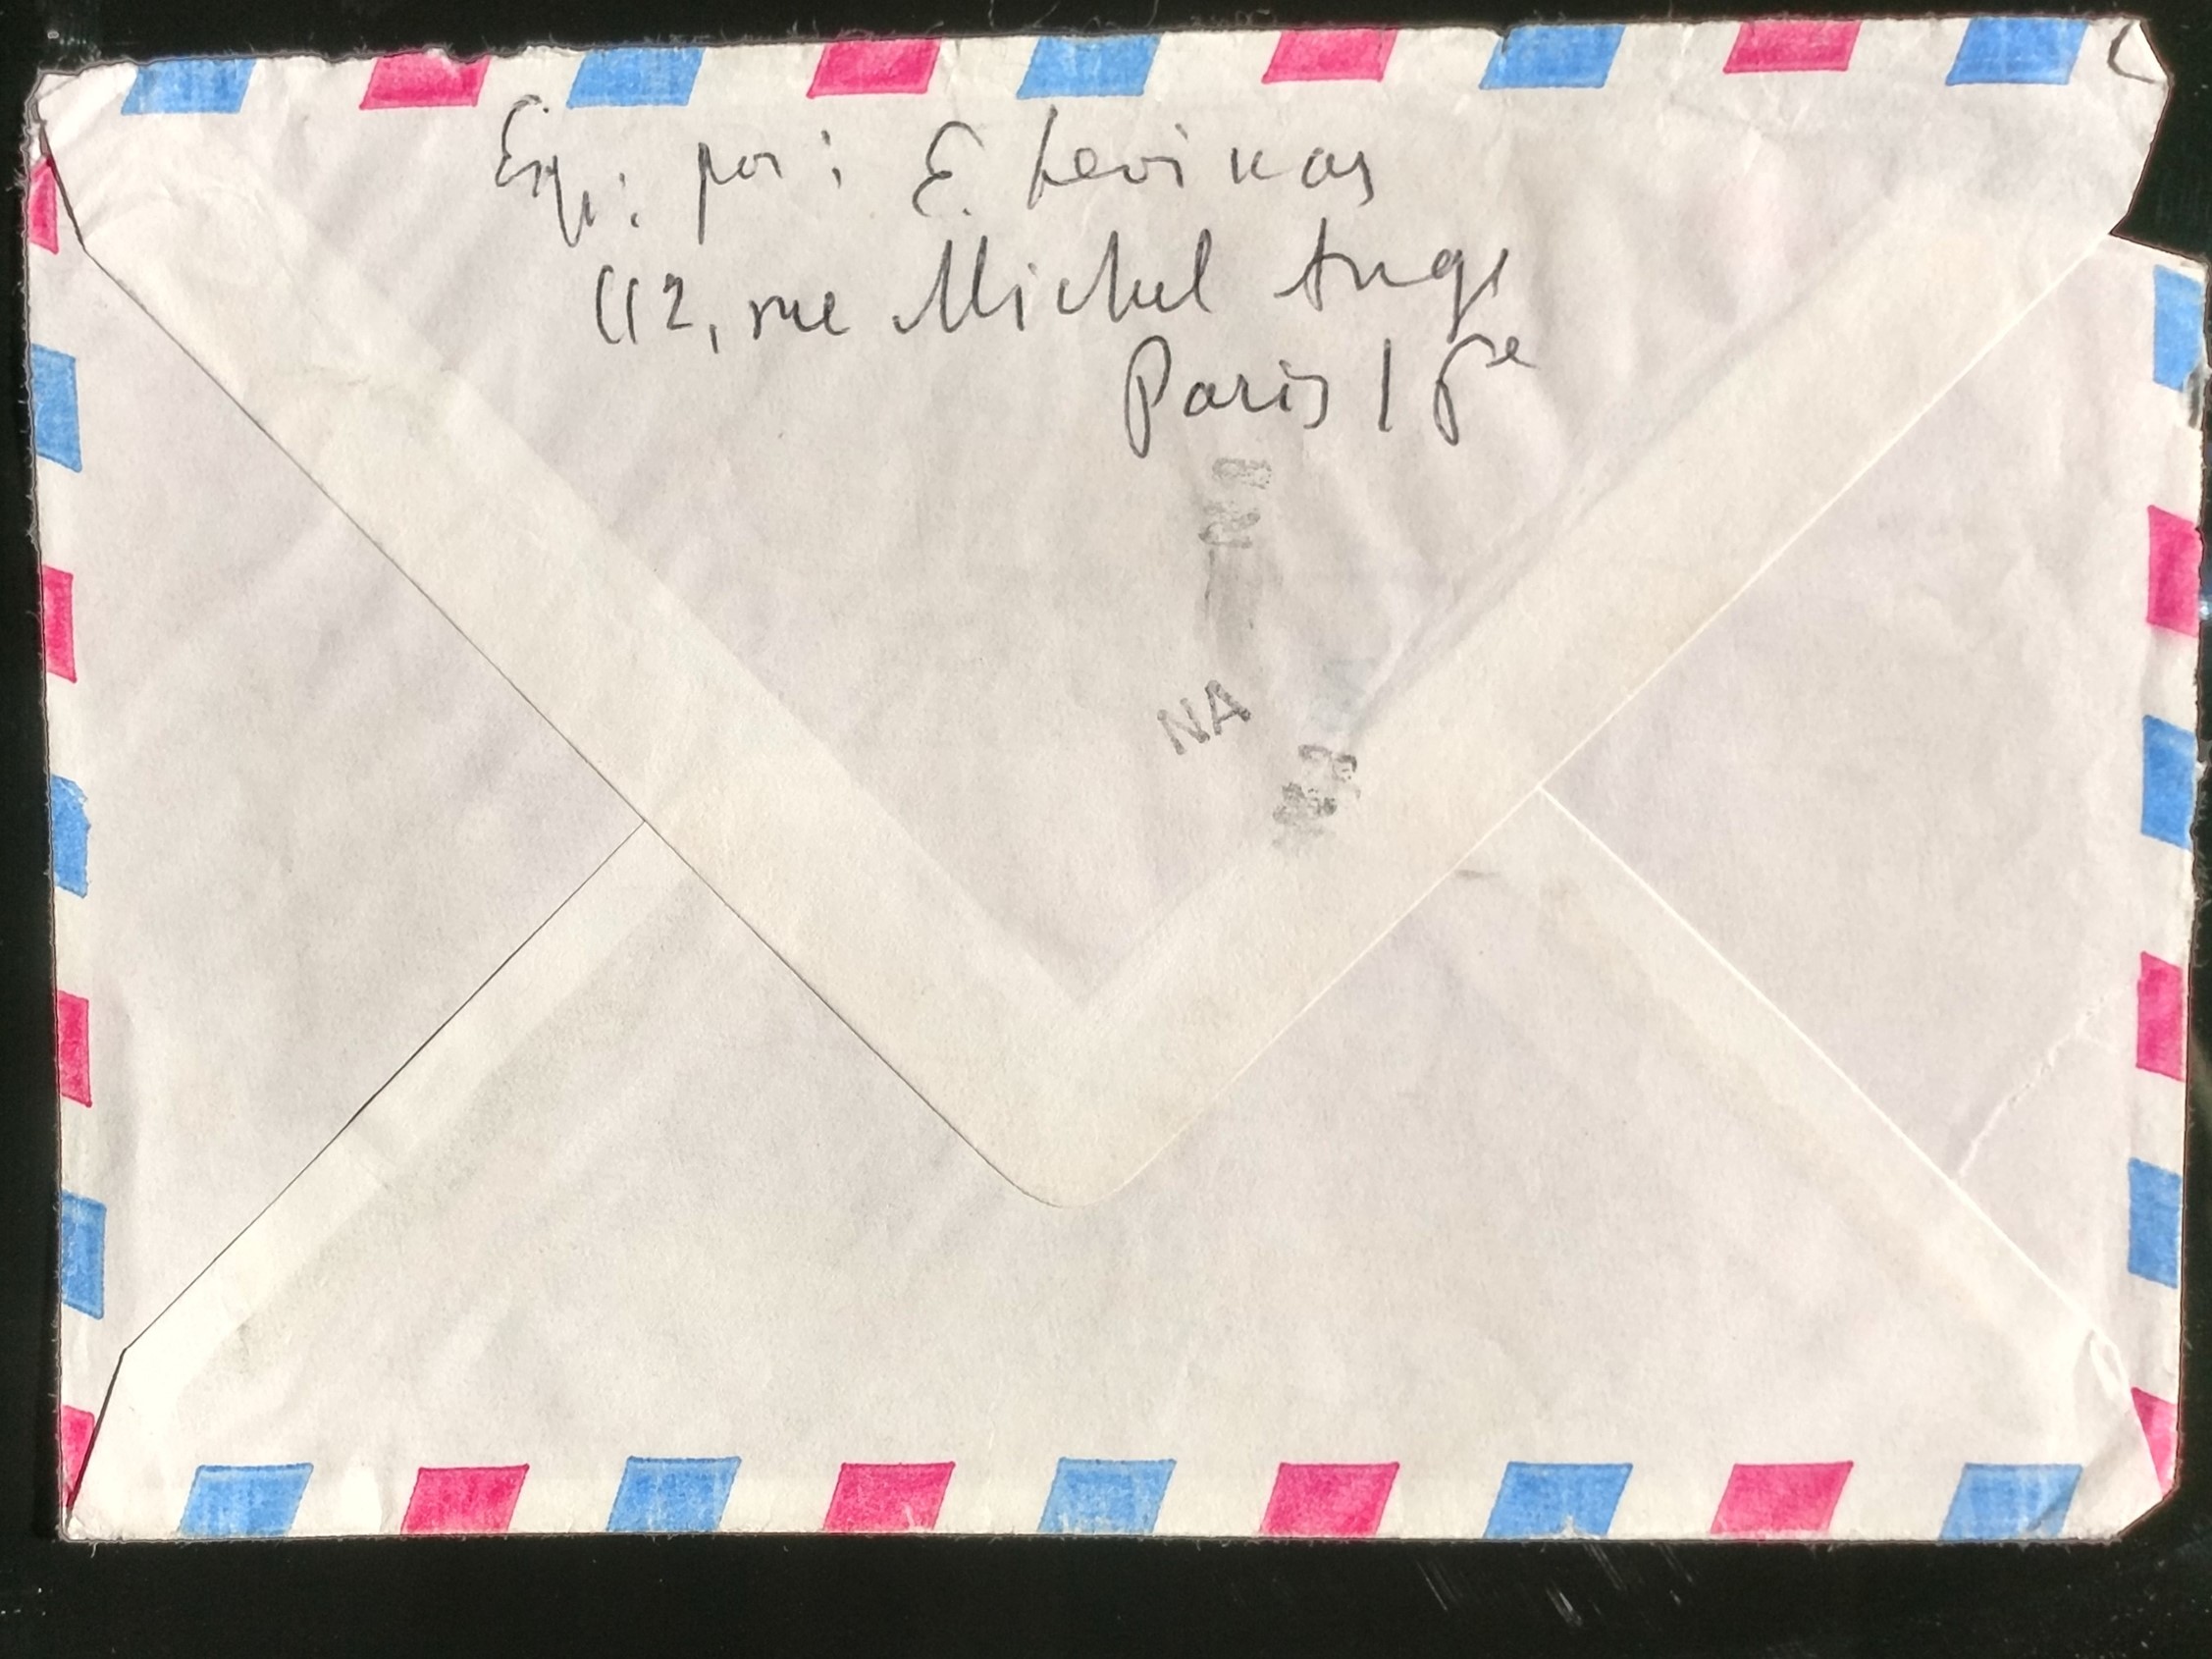 Exp. : par : E. Levinas
112, rue Michel Ange
Paris 16e
NA